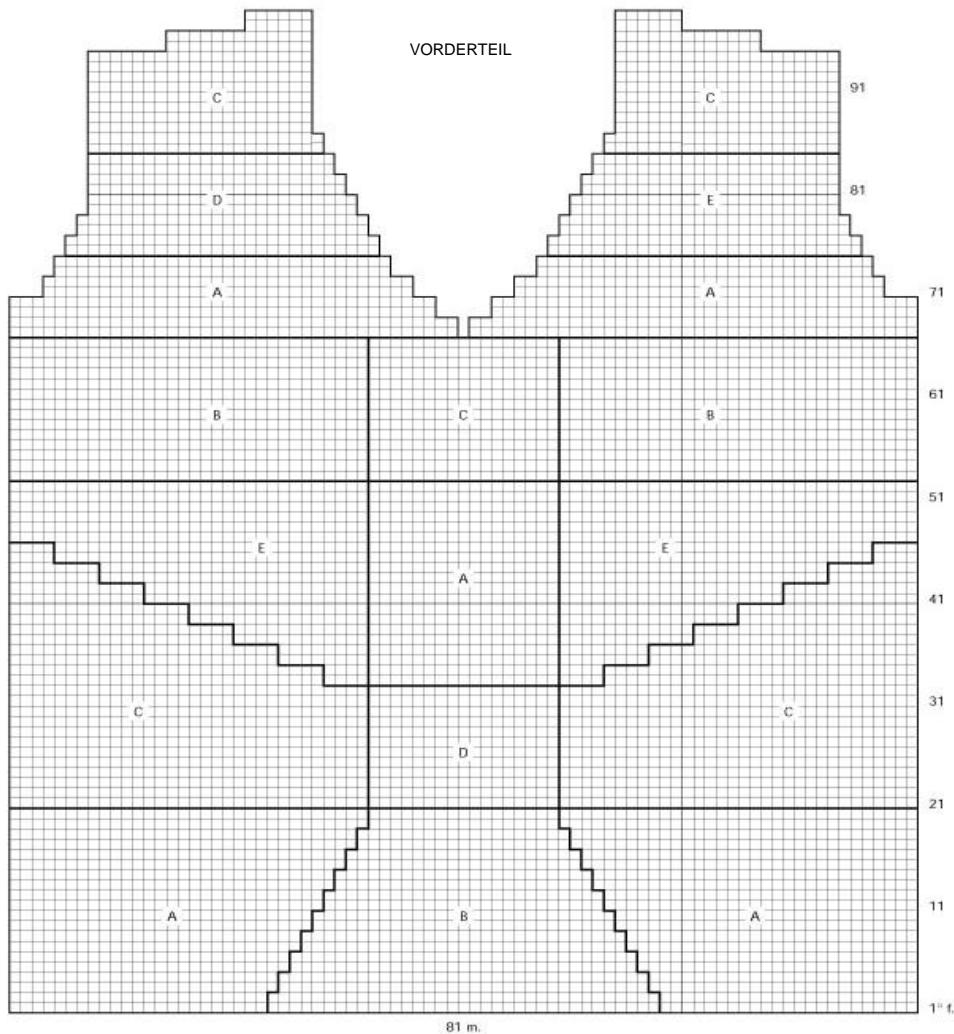 VORDERTEIL
C C 91
D E 81
A A 71
B C B 61
51
E A E
41
C C 31
D
21
A B A 11
1ª f.
81 m.